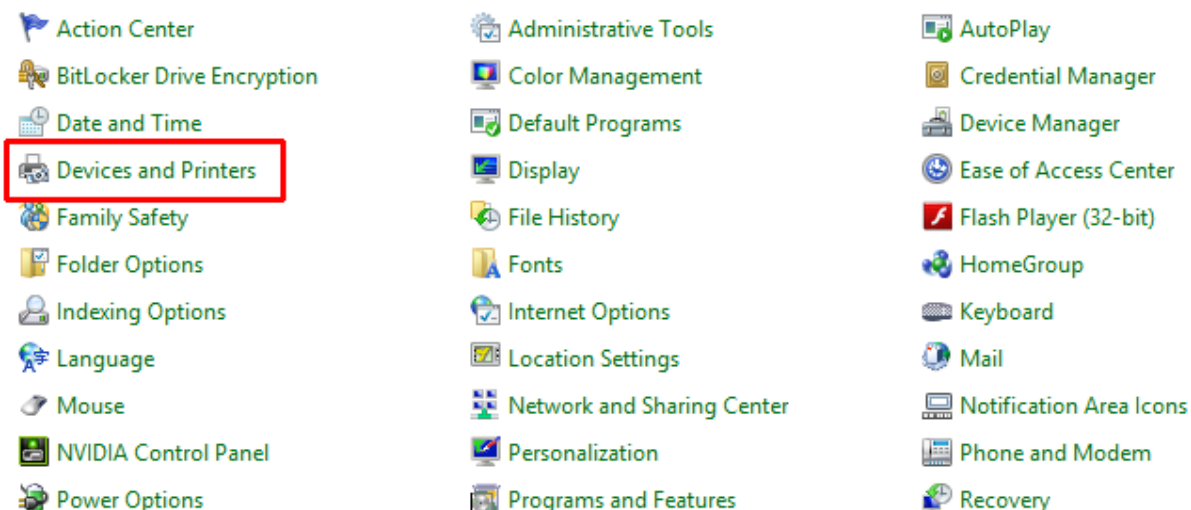 Action Center
Administrative Tools
AutoPlay
BitLocker Drive Encryption
Color Management
Credential Manager
Date and Time
Default Programs
Device Manager
Devices and Printers
Display
Ease of Access Center
Family Safety
File History
Flash Player (32-bit)
Folder Options
Fonts
HomeGroup
Indexing Options
Internet Options
Keyboard
Language
Location Settings
Mail
Mouse
Network and Sharing Center
Notification Area Icons
NVIDIA Control Panel
Personalization
Phone and Modem
Power Options
Programs and Features
Recovery